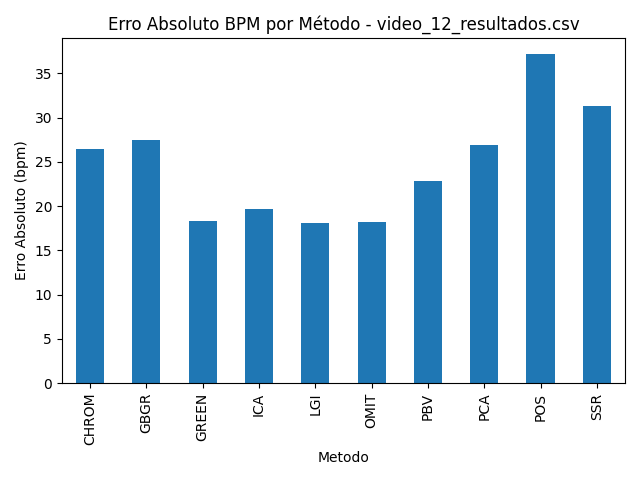 Erro Absoluto BPM por Método - video_12_resultados.csv
Erro Absoluto (bpm)
35
30
25
20
15
10
5
0
CHROM
GBGR
GREEN
ICA
LGI
OMIT
PBV
PCA
POS
SSR
Metodo